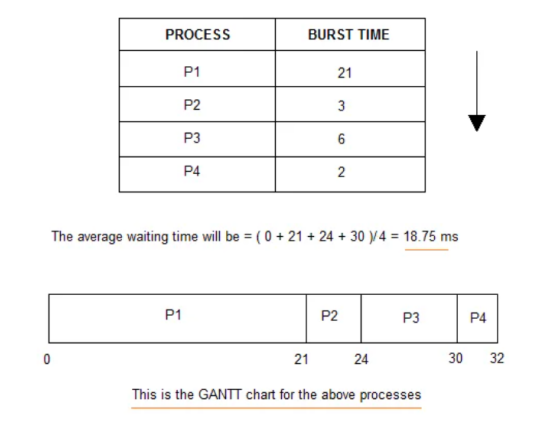 PROCESS BURST TIME
P1 21
P2 3
P3 6
P4 2
The average waiting time will be = ( 0 + 21 + 24 + 30 )/4 = 18.75 ms
P1 P2 P3 P4
0 21 24 30 32
This is the GANTT chart for the above processes